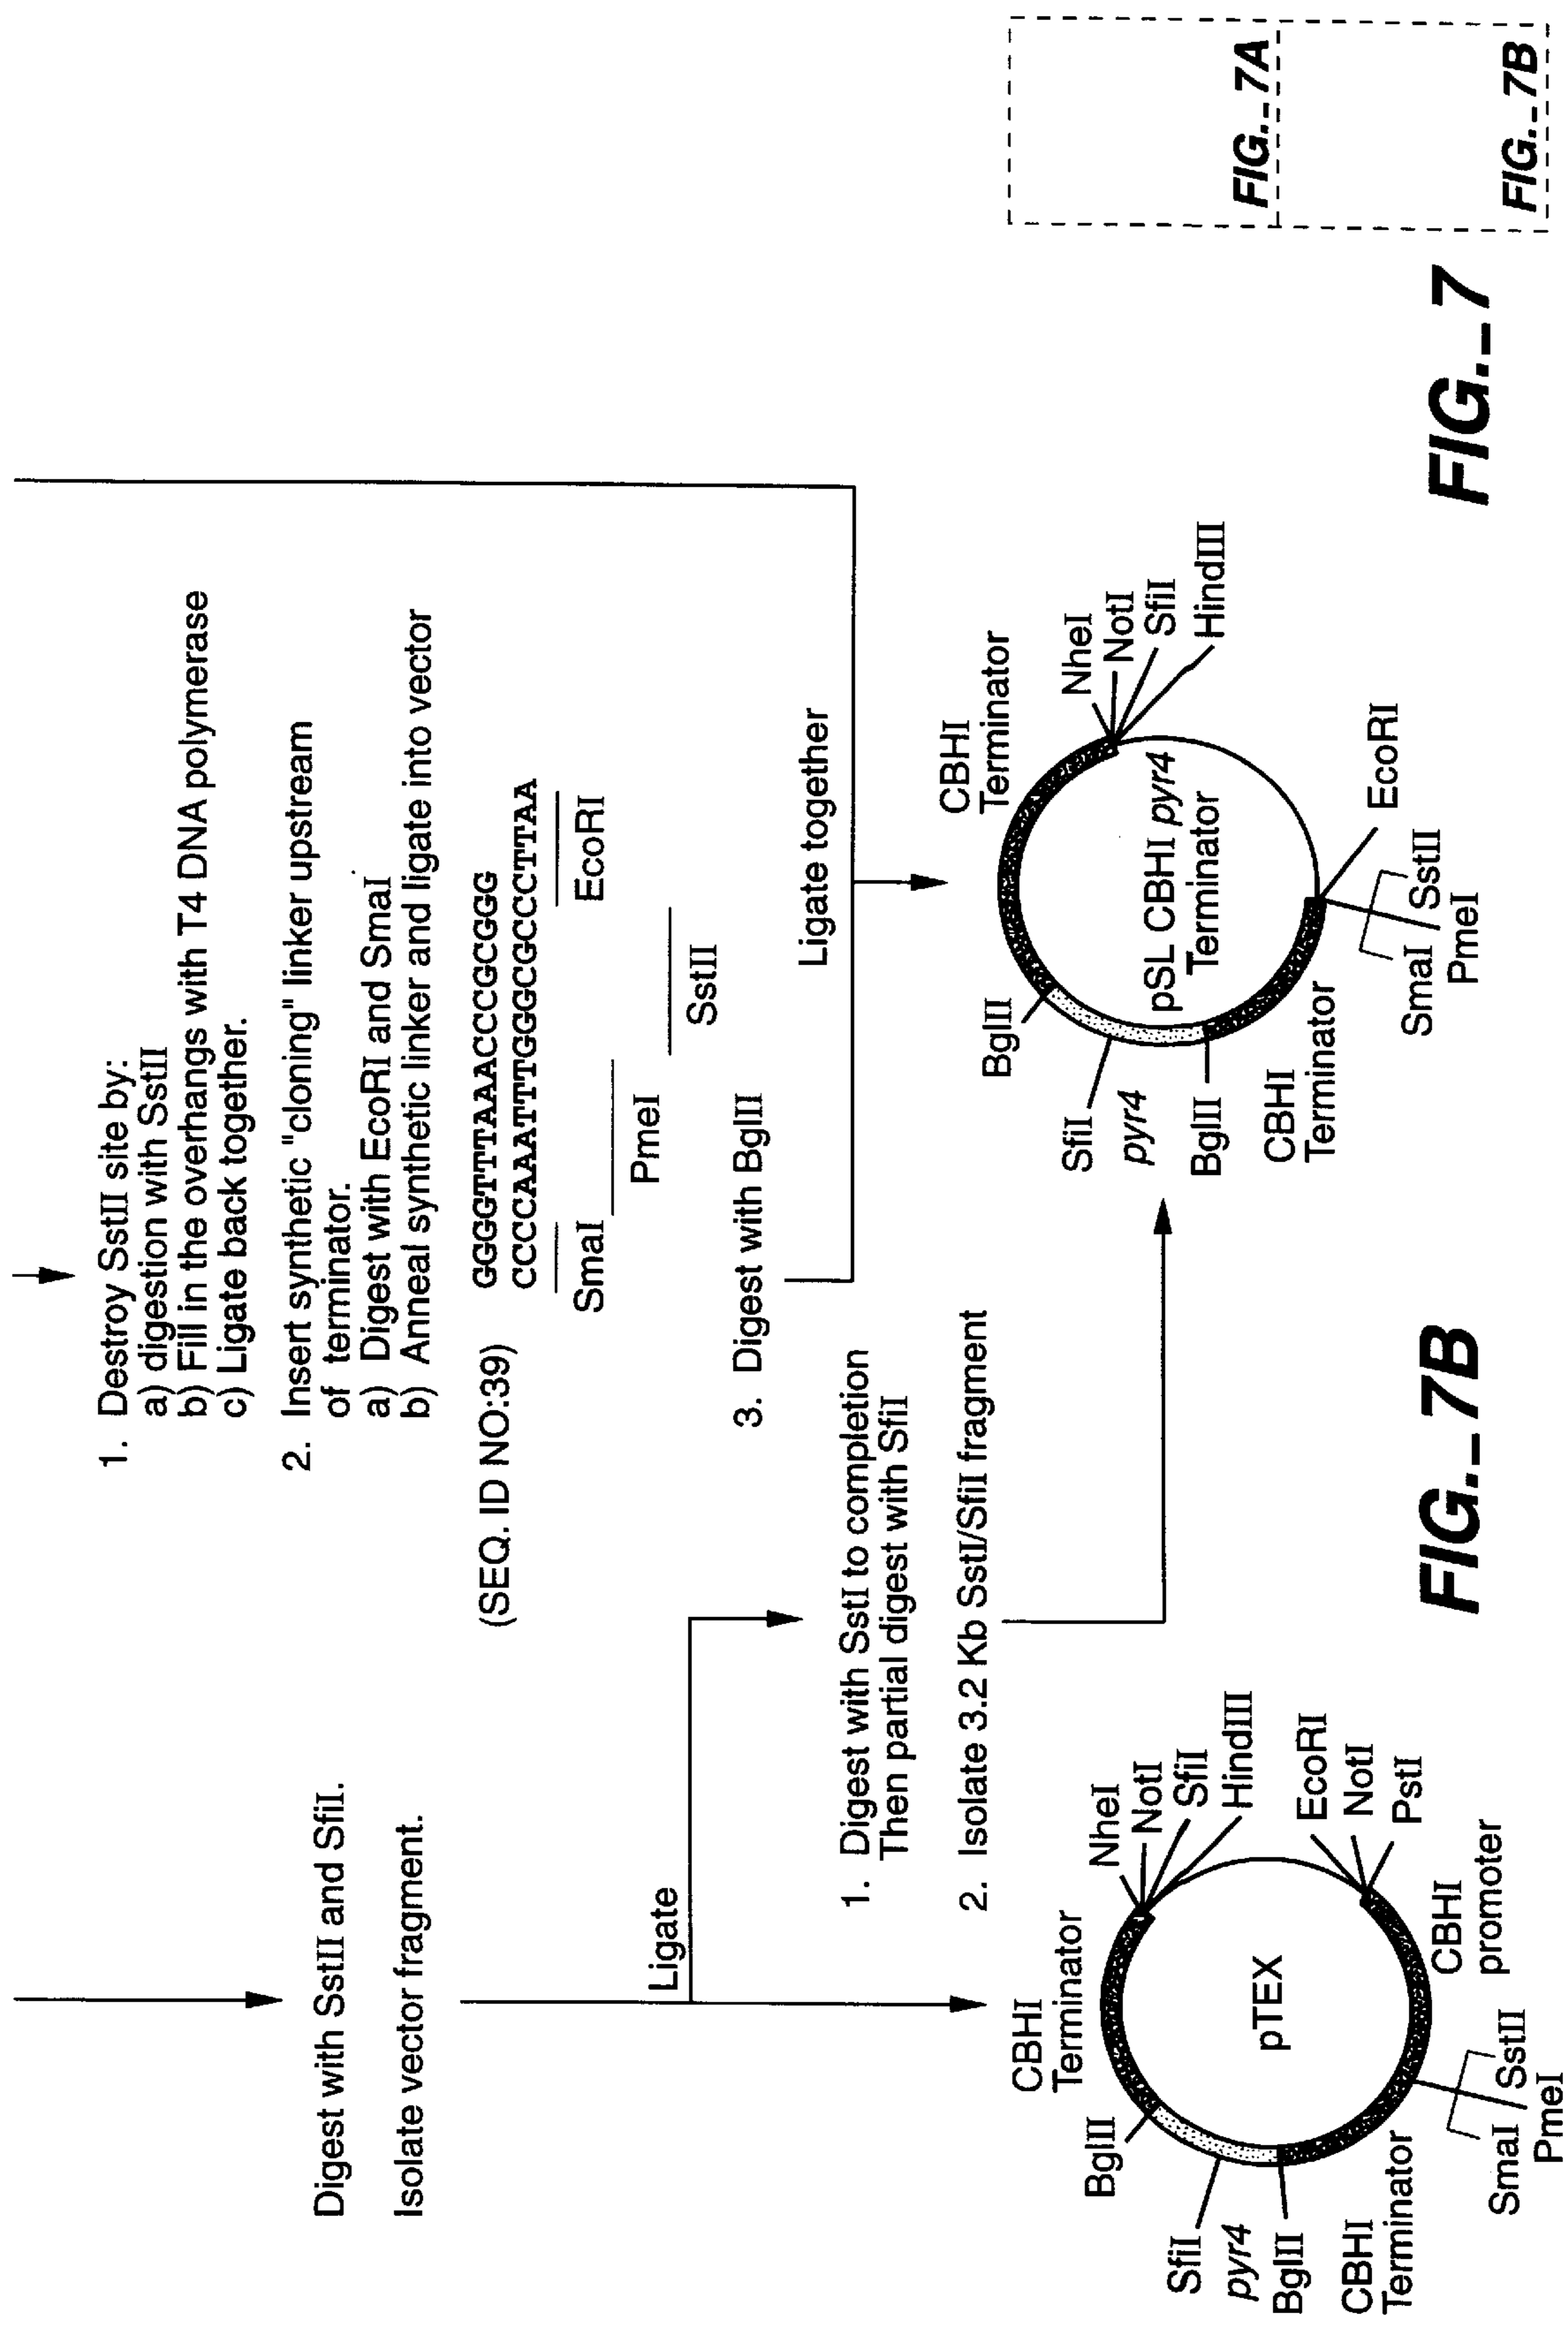 Digest with SstII and SfiI.
Isolate vector fragment.
Ligate
1. Destroy SstII site by:
a) digestion with SstII
b) Fill in the overhangs with T4 DNA polymerase
c) Ligate back together.
2. Insert synthetic "cloning" linker upstream
of terminator.
a) Digest with EcoRI and SmaI
b) Anneal synthetic linker and ligate into vector
(SEQ. ID NO:39) GGGGTTTAAACCCGCGGG
CCCCAAATTTGGGCGCCCTTAA
SmaI EcoRI
PmeI
SstII
3. Digest with BglII
Ligate together
1. Digest with SstI to completion
Then partial digest with SfiI
2. Isolate 3.2 Kb SstI/SfiI fragment
CBHI
Terminator
NheI
NotI
SfiI
HindIII
EcoRI
NotI
PstI
CBHI
promoter
SstII
PmeI
SmaI
CBHI
Terminator
BglII
pyr4
SfiI
BglII
pTEX
CBHI
Terminator
NheI
NotI
SfiI
HindIII
EcoRI
SstII
PmeI
SmaI
CBHI
Terminator
BglII
pyr4
SfiI
BglII
pSL CBHI pyr4
Terminator
FIG._7B
FIG._7
FIG._7A
FIG._7B